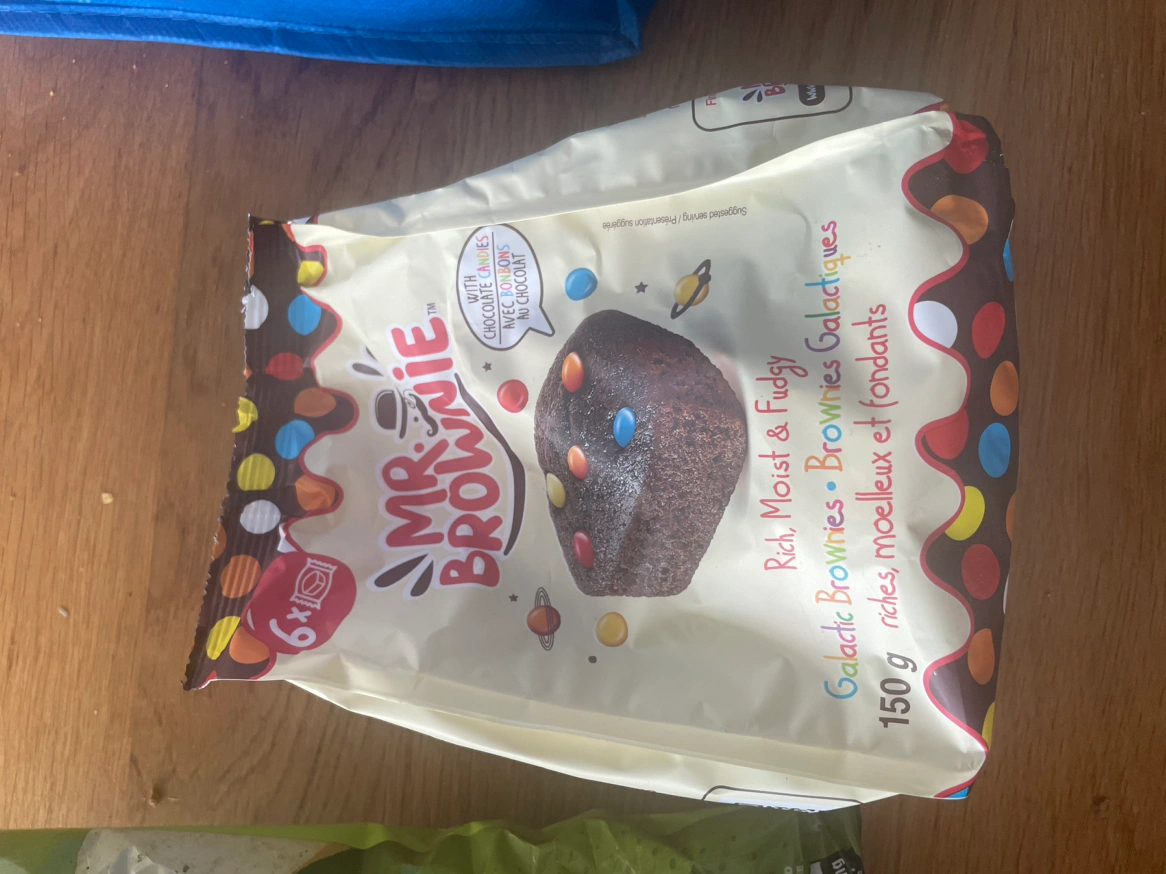 6x
MR.
BROWNiE™
WITH
CHOCOLATE CANDIES
AVEC BONBONS
AU CHOCOLAT
Suggested serving / Présentation suggérée
Rich, Moist & Fudgy
Galactic Brownies • Brownies Galactiques
150 g riches, moelleux et fondants